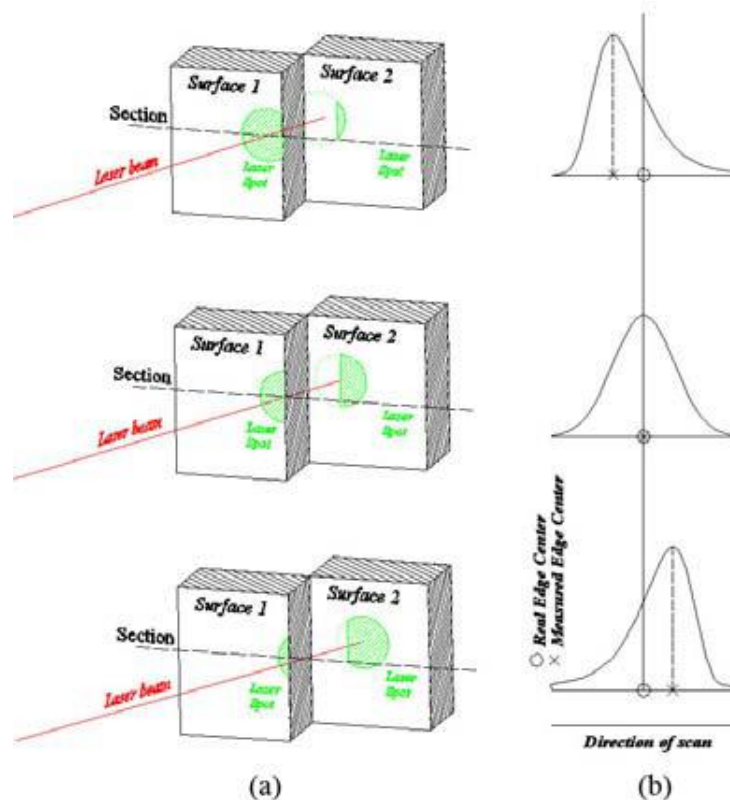 Surface 1
Surface 2
Section
Laser beam
Laser
Spot
Laser
Spot
Surface 1
Surface 2
Section
Laser beam
Laser
Spot
Laser
Spot
Surface 1
Surface 2
Section
Laser beam
Laser
Spot
Laser
Spot
Real Edge Center
Measured Edge Center
Direction of scan
(a)
(b)